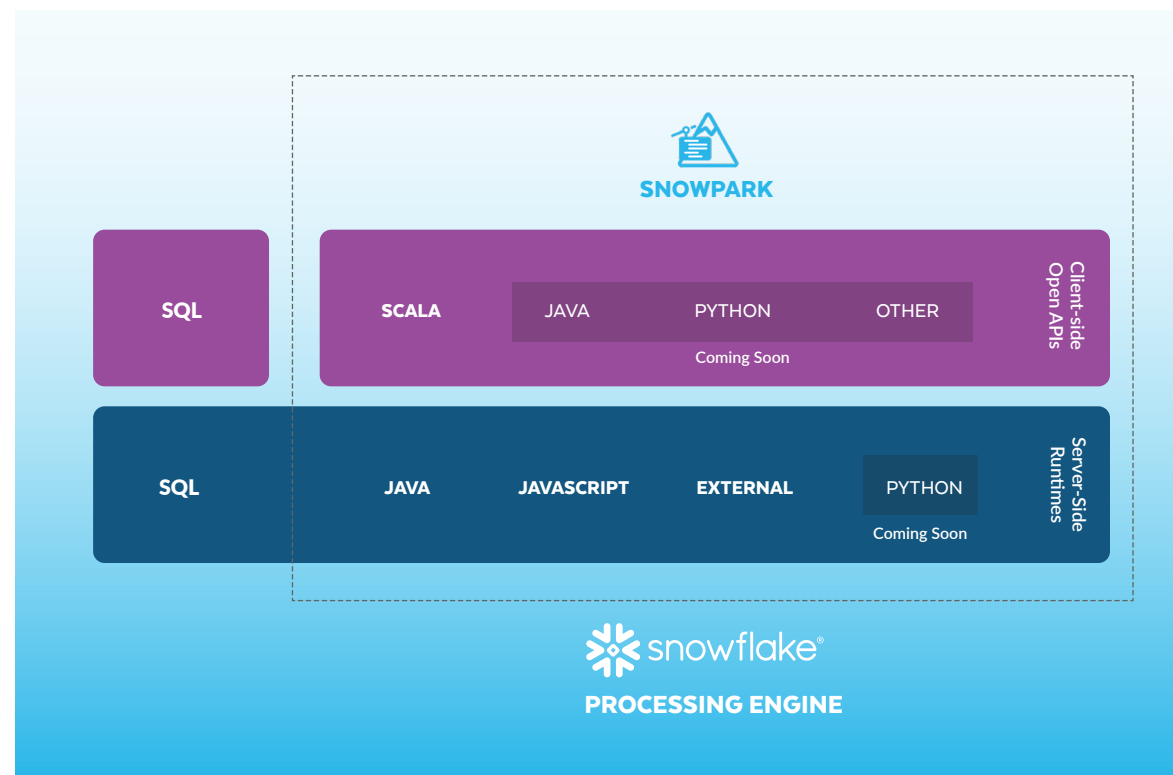 SNOWPARK
SQL
SCALA
JAVA
PYTHON
OTHER
Coming Soon
Client-side
Open APIs
SQL
JAVA
JAVASCRIPT
EXTERNAL
PYTHON
Coming Soon
Server-Side
Runtimes
snowflake®
PROCESSING ENGINE